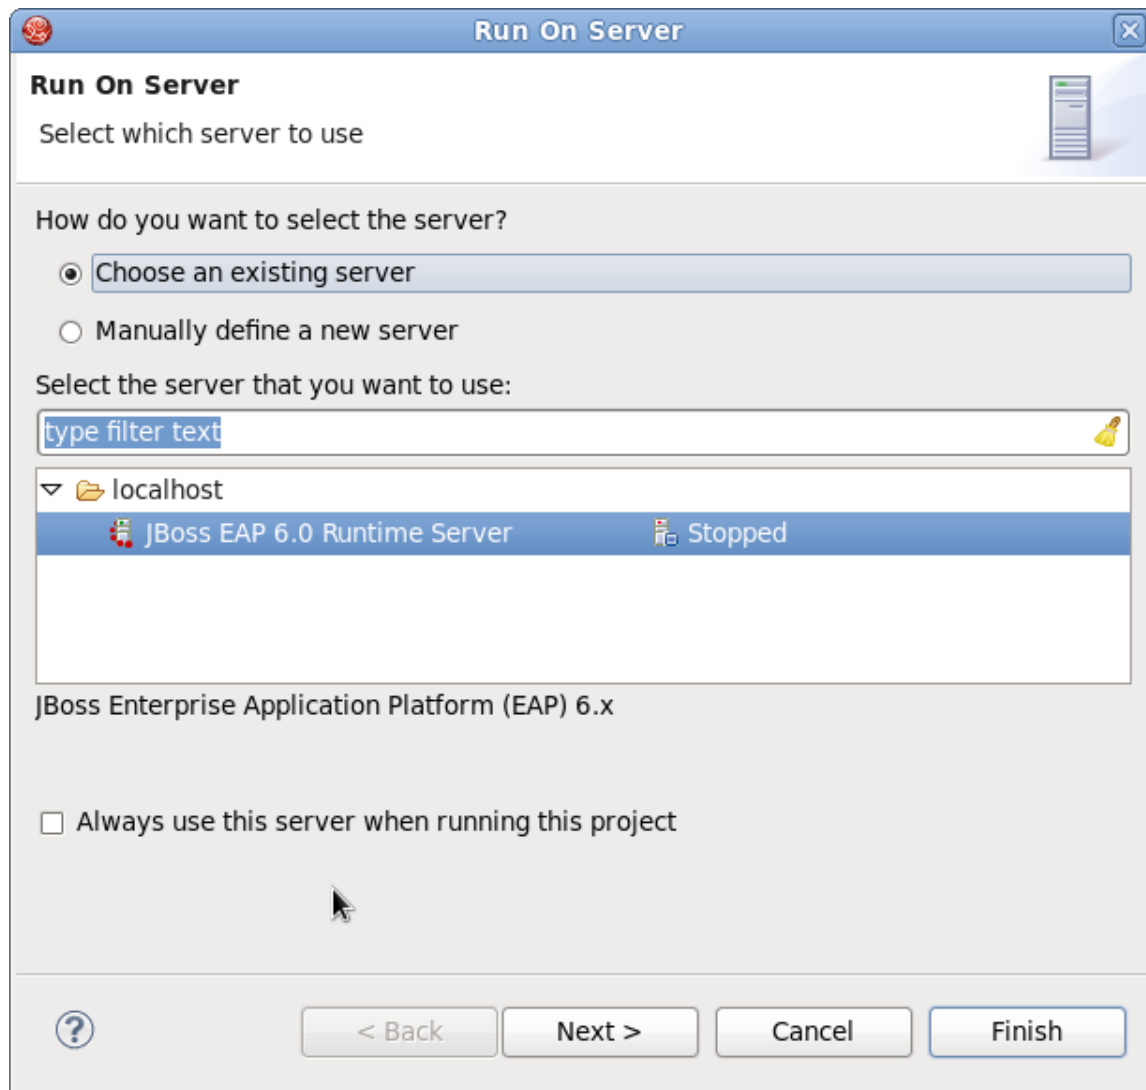 Run On Server
Run On Server
Select which server to use
How do you want to select the server?
Choose an existing server
Manually define a new server
Select the server that you want to use:
type filter text
localhost
JBoss EAP 6.0 Runtime Server Stopped
JBoss Enterprise Application Platform (EAP) 6.x
Always use this server when running this project
? < Back Next > Cancel Finish